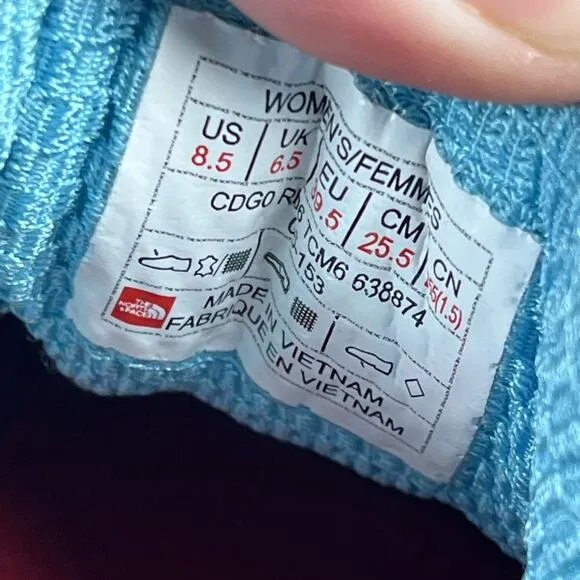 WOMEN'S/FEMMES
US UK EU CM CN
8.5 6.5 39.5 25.5
CDG0 TCM6 638874
153
THE NORTH FACE
MADE IN VIETNAM
FABRIQUE EN VIETNAM